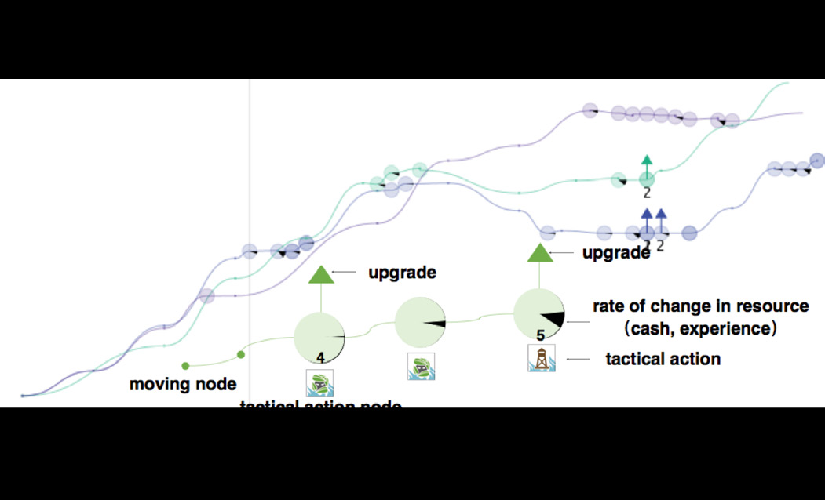 2
2 2
upgrade
upgrade
rate of change in resource
(cash, experience)
4
5
tactical action
moving node
tactical action node